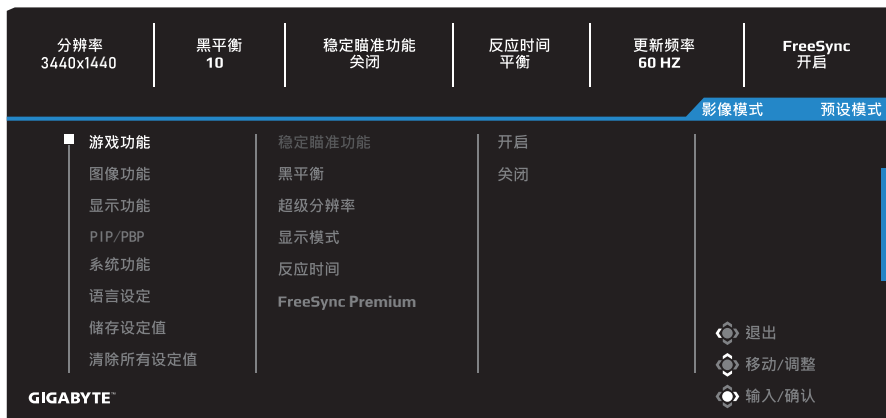 分辨率
3440x1440
黑平衡
10
稳定瞄准功能
关闭
反应时间
平衡
更新频率
60 HZ
FreeSync
开启
影像模式 预设模式
游戏功能
图像功能
显示功能
PIP/PBP
系统功能
语言设定
储存设定值
清除所有设定值
稳定瞄准功能
黑平衡
超级分辨率
显示模式
反应时间
FreeSync Premium
开启
关闭
退出
移动/调整
输入/确认
GIGABYTE™